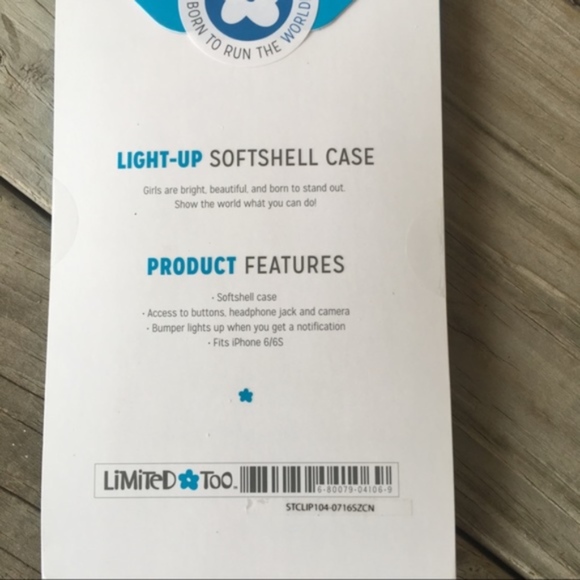 BORN TO RUN THE WORLD
LIGHT-UP SOFTSHELL CASE
Girls are bright, beautiful, and born to stand out.
Show the world what you can do!
PRODUCT FEATURES
• Softshell case
• Access to buttons, headphone jack and camera
• Bumper lights up when you get a notification
• Fits iPhone 6/6S
LiMiTeD TOO™
6-80079-04106-9
STCLIP104-0716SZCN